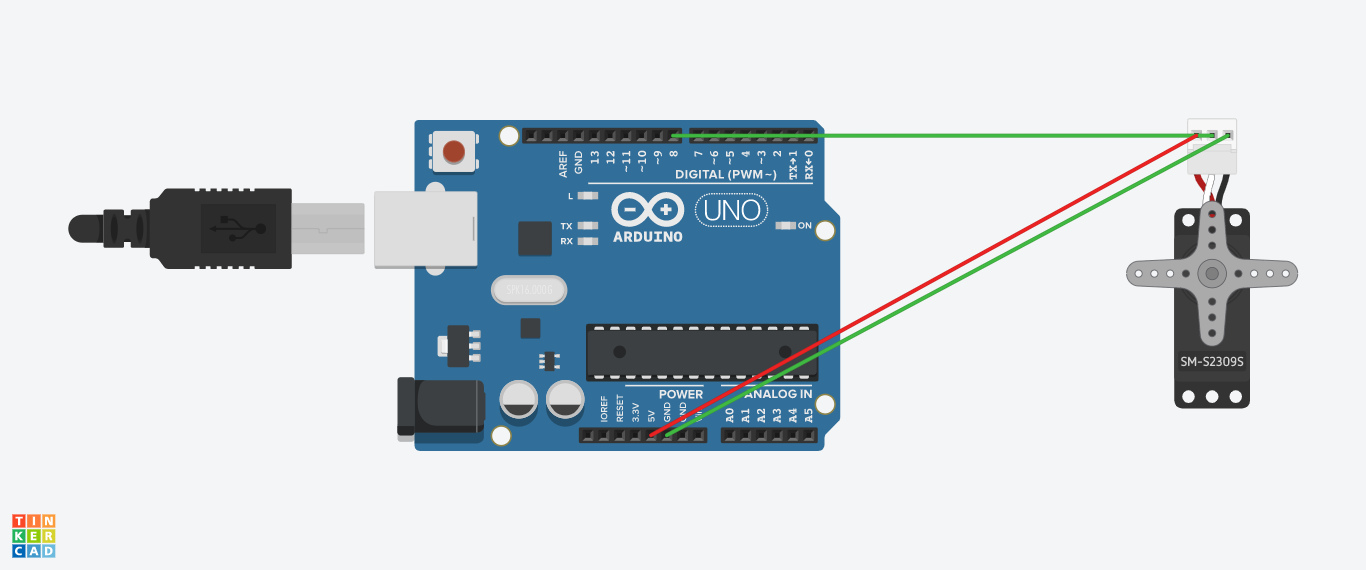 AREF
GND
13
12
~11
~10
~9
8
7
~6
~5
4
~3
2
TX→1
RX←0
DIGITAL (PWM~)
L
TX
RX
ARDUINO
UNO
ON
SM-S2309S
POWER
ANALOG IN
IOREF
RESET
3.3V
5V
GND
GND
A0
A1
A2
A3
A4
A5
TIN
KER
CAD